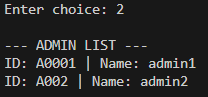 Enter choice: 2
--- ADMIN LIST ---
ID: A0001 | Name: admin1
ID: A002 | Name: admin2